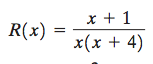 R(x) = (x + 1) / (x(x + 4))